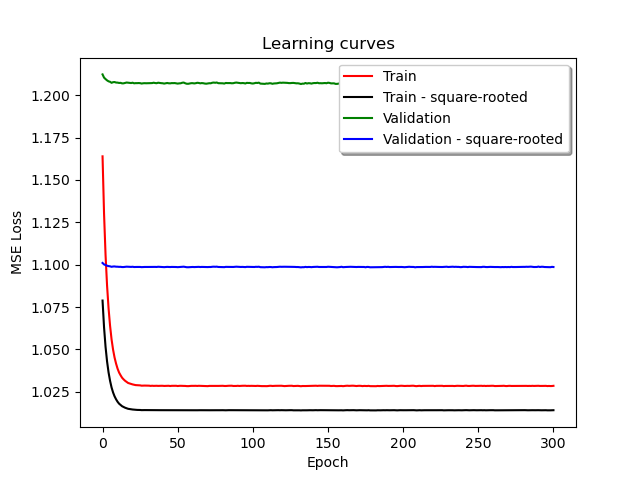 Learning curves
Train
Train - square-rooted
Validation
Validation - square-rooted
MSE Loss
1.200
1.175
1.150
1.125
1.100
1.075
1.050
1.025
0 50 100 150 200 250 300
Epoch